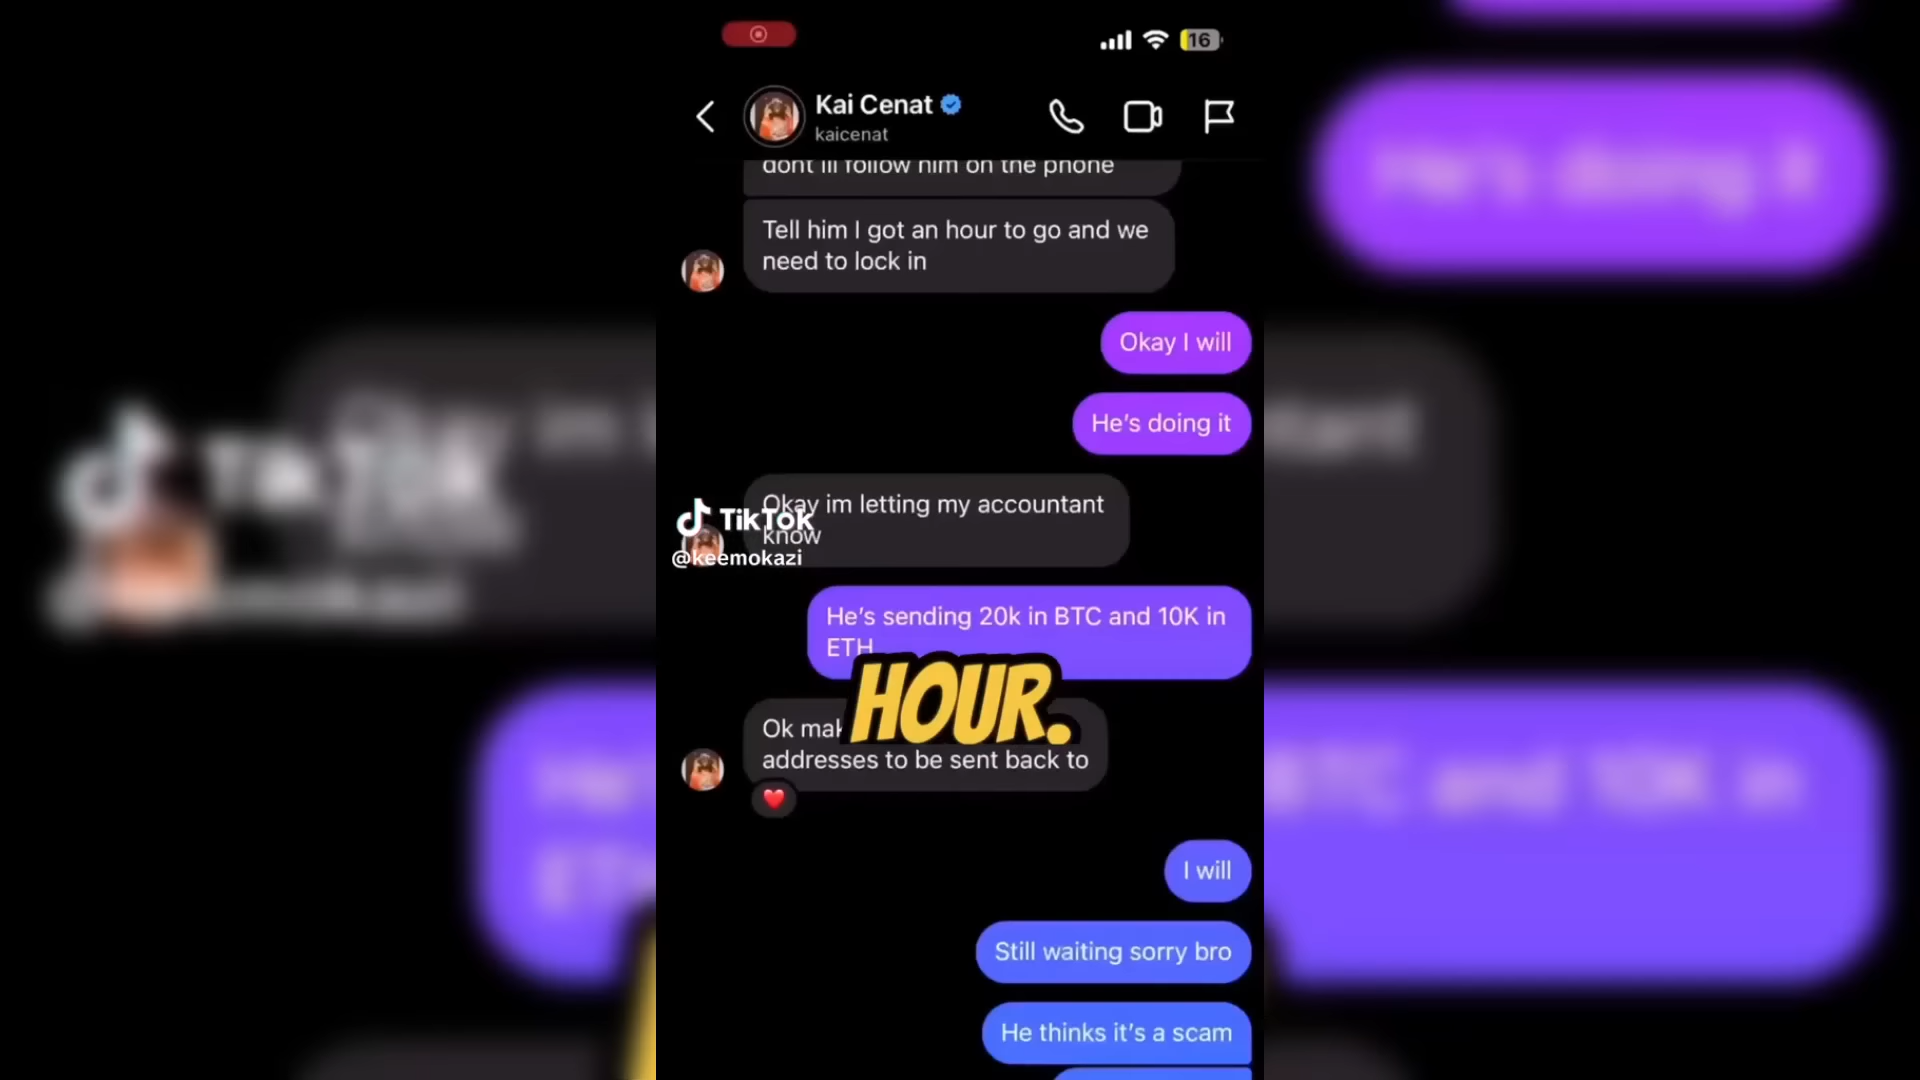 16
Kai Cenat
kaicenat
dont ill follow him on the phone
Tell him I got an hour to go and we
need to lock in
Okay I will
He's doing it
Okay im letting my accountant
know
TikTok
@keemokazi
He's sending 20k in BTC and 10K in
ETH
HOUR.
Ok
addresses to be sent back to
I will
Still waiting sorry bro
He thinks it's a scam
He's doing it